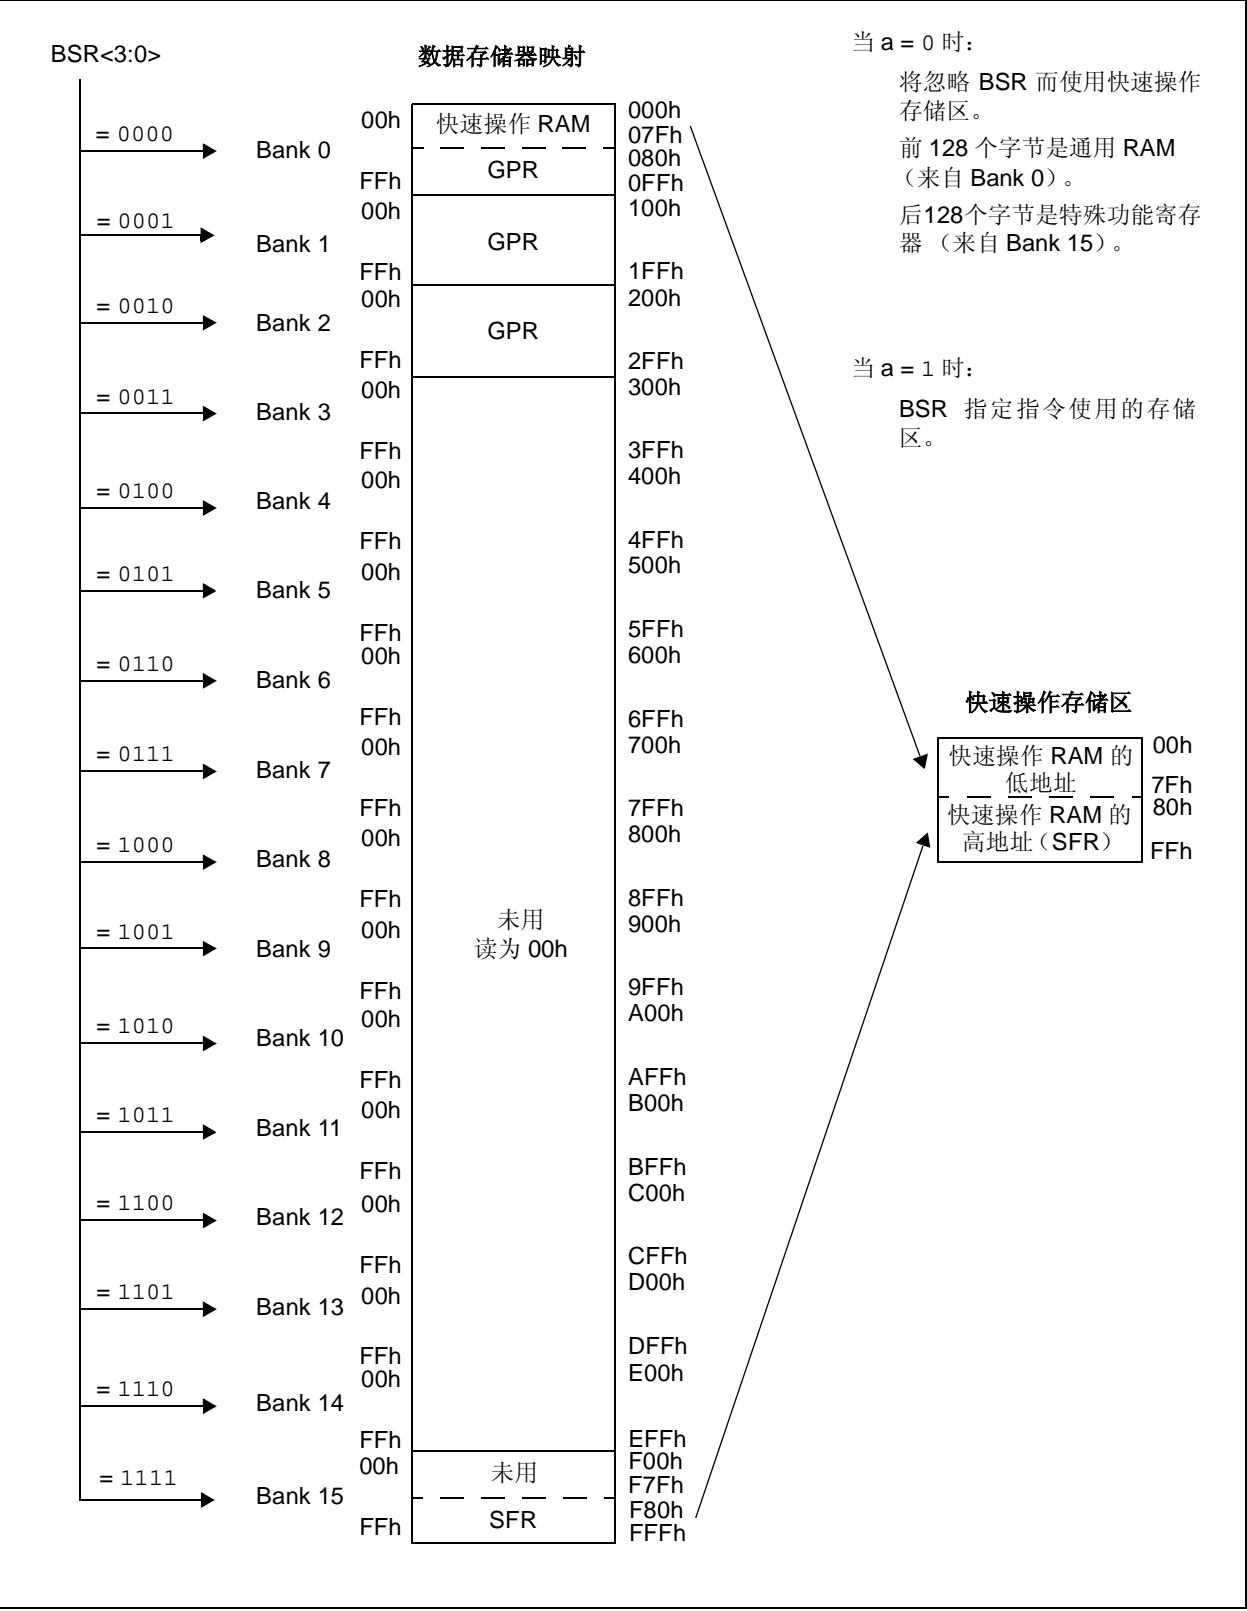 BSR<3:0>
数据存储器映射
= 0000
Bank 0
00h
FFh
快速操作 RAM
GPR
000h
07Fh
080h
0FFh
= 0001
Bank 1
00h
FFh
GPR
100h
1FFh
= 0010
Bank 2
00h
FFh
GPR
200h
2FFh
= 0011
Bank 3
00h
FFh
300h
3FFh
= 0100
Bank 4
00h
FFh
400h
4FFh
= 0101
Bank 5
00h
FFh
500h
5FFh
= 0110
Bank 6
00h
FFh
600h
6FFh
= 0111
Bank 7
00h
FFh
700h
7FFh
= 1000
Bank 8
00h
FFh
800h
8FFh
= 1001
Bank 9
00h
FFh
未用
读为 00h
900h
9FFh
= 1010
Bank 10
00h
FFh
A00h
AFFh
= 1011
Bank 11
00h
FFh
B00h
BFFh
= 1100
Bank 12
00h
FFh
C00h
CFFh
= 1101
Bank 13
00h
FFh
D00h
DFFh
= 1110
Bank 14
00h
FFh
E00h
EFFh
= 1111
Bank 15
00h
FFh
未用
SFR
F00h
F7Fh
F80h
FFFh
当 a = 0 时：
将忽略 BSR 而使用快速操作
存储区。
前 128 个字节是通用 RAM
（来自 Bank 0）。
后128个字节是特殊功能寄存
器 （来自 Bank 15）。
当 a = 1 时：
BSR 指定指令使用的存储
区。
快速操作存储区
快速操作 RAM 的
低地址
00h
7Fh
快速操作 RAM 的
高地址（SFR）
80h
FFh